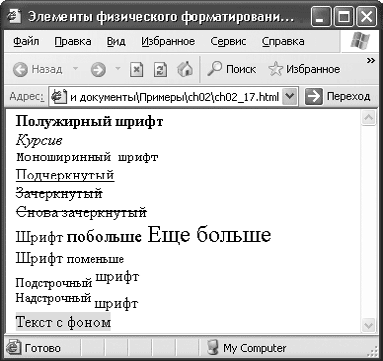 Элементы физического форматировани...
Файл Правка Вид Избранное Сервис Справка
Назад Поиск Избранное »
Адрес: и документы\Примеры\ch02\ch02_17.html Переход
Полужирный шрифт
Курсив
Моноширинный шрифт
Подчеркнутый
Зачеркнутый
Снова зачеркнутый
Шрифт побольше Еще больше
Шрифт поменьше
Подстрочный шрифт
Надстрочный шрифт
Текст с фоном
Готово My Computer